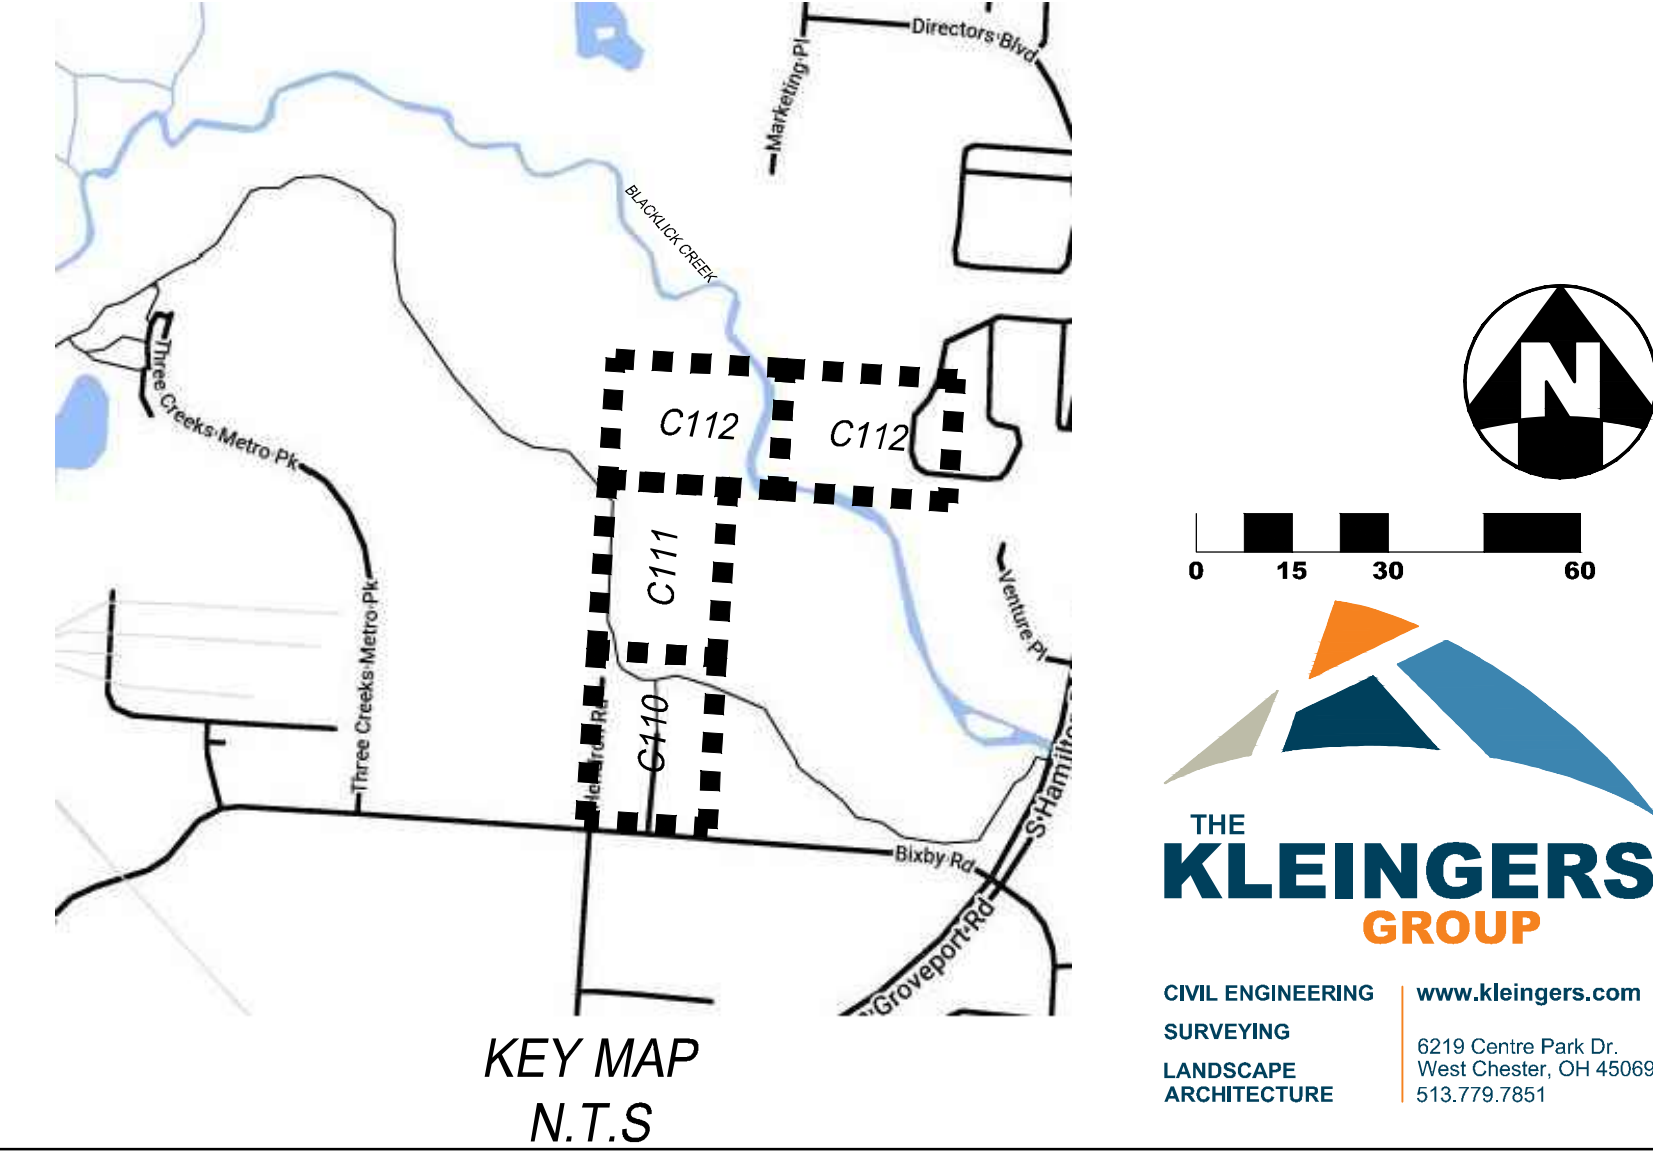 Directors Blvd
Marketing Pl
BLACKLICK CREEK
Three Creeks Metro Pk
C112
C112
C111
Venture Pl
Three Creeks Metro Pk
C110
S Hamilton
Bixby Rd
Groveport Rd
KEY MAP
N.T.S
N
0 15 30 60
THE
KLEINGERS
GROUP
CIVIL ENGINEERING
SURVEYING
LANDSCAPE
ARCHITECTURE
www.kleingers.com
6219 Centre Park Dr.
West Chester, OH 45069
513.779.7851